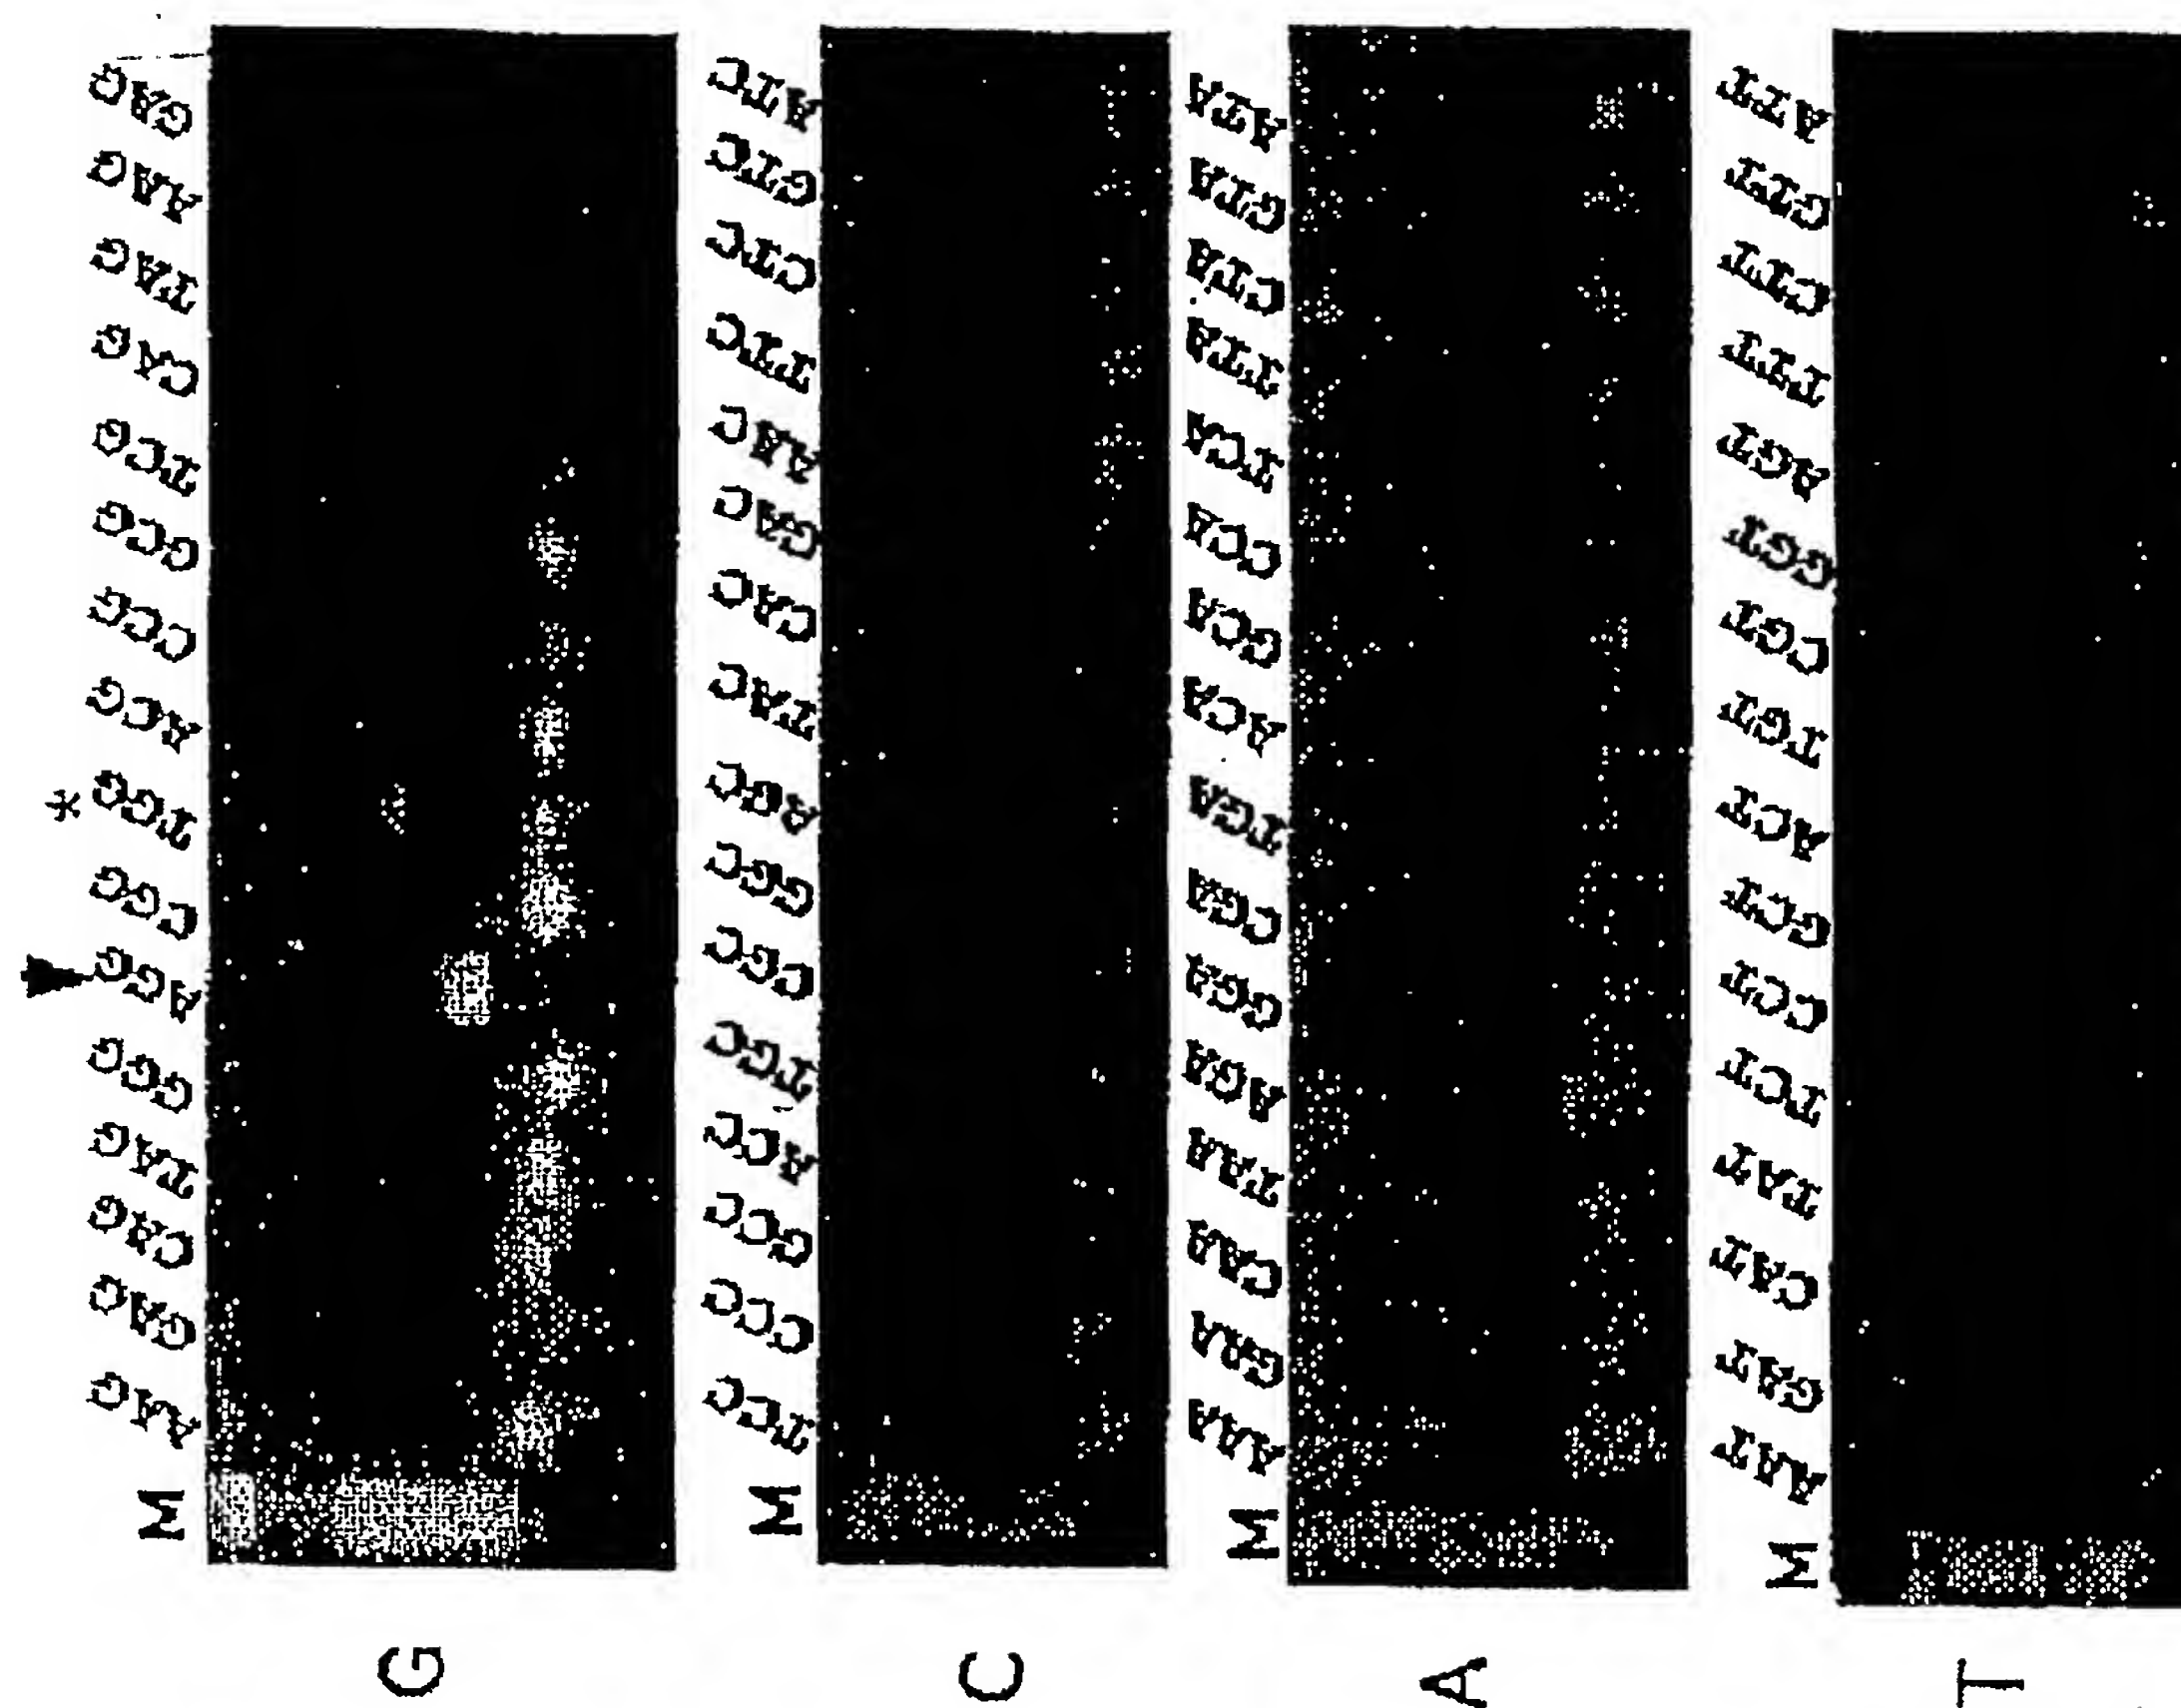 *
M AAG GAG CAG TAG GGG AGG CGG TGG ACG CCG GCG TCG CAG TAG AAG GAG
G
M TCC CCC GCC ACC TGC CGC GGC AGC TAC CAC GAC AAC TTC CTC GTC ATC
C
M AAA GAA CAA TAA AGA GGA CGA TGA ACA GCA CCA TCA TTA CTA GTA ATA
A
M AAT GAT CAT TAT TCT CCT GCT ACT TGT CGT GGT AGT TTT CTT GTT ATT
T